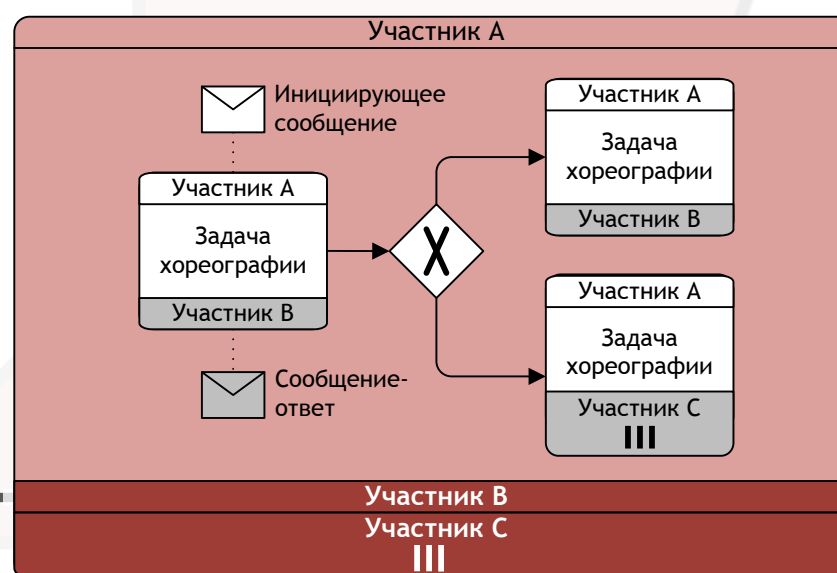 Участник A
Инициирующее
сообщение
Участник A
Задача
хореографии
Участник B
Сообщение-
ответ
X
Участник A
Задача
хореографии
Участник B
Участник A
Задача
хореографии
Участник C
Участник B
Участник C